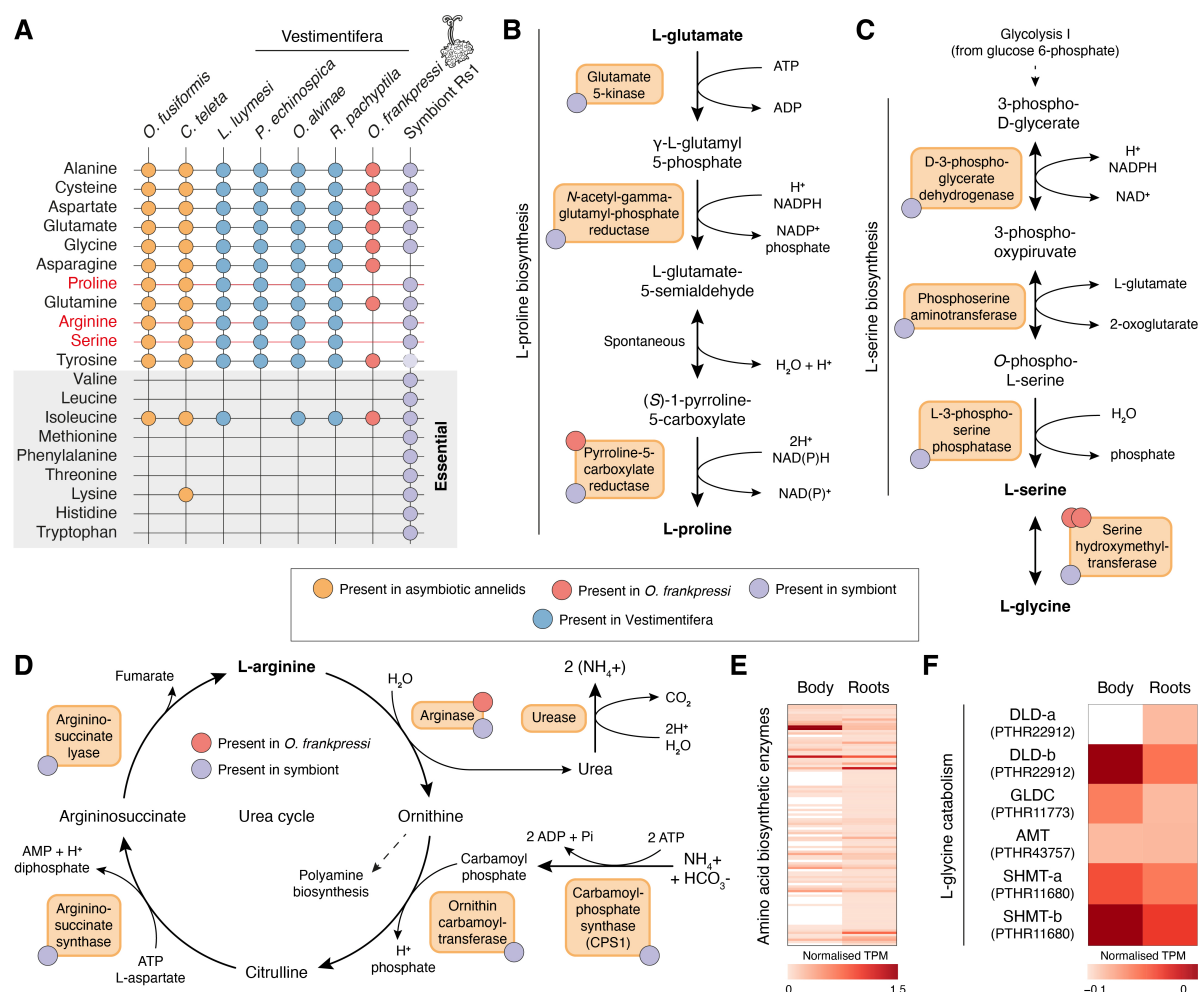 A
Vestimentifera
O. fusiformis
C. teleta
L. luymesi
P. echinospica
O. alvinae
R. pachyptila
O. frankpressi
Symbiont Rs1
Alanine
Cysteine
Aspartate
Glutamate
Glycine
Asparagine
Proline
Glutamine
Arginine
Serine
Tyrosine
Valine
Leucine
Isoleucine
Methionine
Phenylalanine
Threonine
Lysine
Histidine
Tryptophan
Essential
B
L-proline biosynthesis
L-glutamate
Glutamate
5-kinase
ATP
ADP
γ-L-glutamyl
5-phosphate
N-acetyl-gamma-
glutamyl-phosphate
reductase
H⁺
NADPH
NADP⁺
phosphate
L-glutamate-
5-semialdehyde
Spontaneous
H₂O + H⁺
(S)-1-pyrroline-
5-carboxylate
Pyrroline-5-
carboxylate
reductase
2H⁺
NAD(P)H
NAD(P)⁺
L-proline
C
L-serine biosynthesis
Glycolysis I
(from glucose 6-phosphate)
3-phospho-
D-glycerate
D-3-phospho-
glycerate
dehydrogenase
H⁺
NADPH
NAD⁺
3-phospho-
oxypiruvate
Phosphoserine
aminotransferase
L-glutamate
2-oxoglutarate
O-phospho-
L-serine
L-3-phospho-
serine
phosphatase
H₂O
phosphate
L-serine
Serine
hydroxymethyl-
transferase
L-glycine
Present in asymbiotic annelids
Present in O. frankpressi
Present in symbiont
Present in Vestimentifera
D
L-arginine
Fumarate
Arginino-
succinate
lyase
Present in O. frankpressi
Present in symbiont
H₂O
Arginase
Urease
2 (NH₄+)
CO₂
2H⁺
H₂O
Urea
Argininosuccinate
Urea cycle
Ornithine
AMP + H⁺
diphosphate
Polyamine
biosynthesis
Carbamoyl
phosphate
2 ADP + Pi
2 ATP
NH₄+
+ HCO₃-
Arginino-
succinate
synthase
ATP
L-aspartate
Citrulline
H⁺
phosphate
Ornithin
carbamoyl-
transferase
Carbamoyl-
phosphate
synthase
(CPS1)
E
Body Roots
Amino acid biosynthetic enzymes
Normalised TPM
0 1.5
F
Body Roots
L-glycine catabolism
DLD-a
(PTHR22912)
DLD-b
(PTHR22912)
GLDC
(PTHR11773)
AMT
(PTHR43757)
SHMT-a
(PTHR11680)
SHMT-b
(PTHR11680)
Normalised TPM
−0.1 0